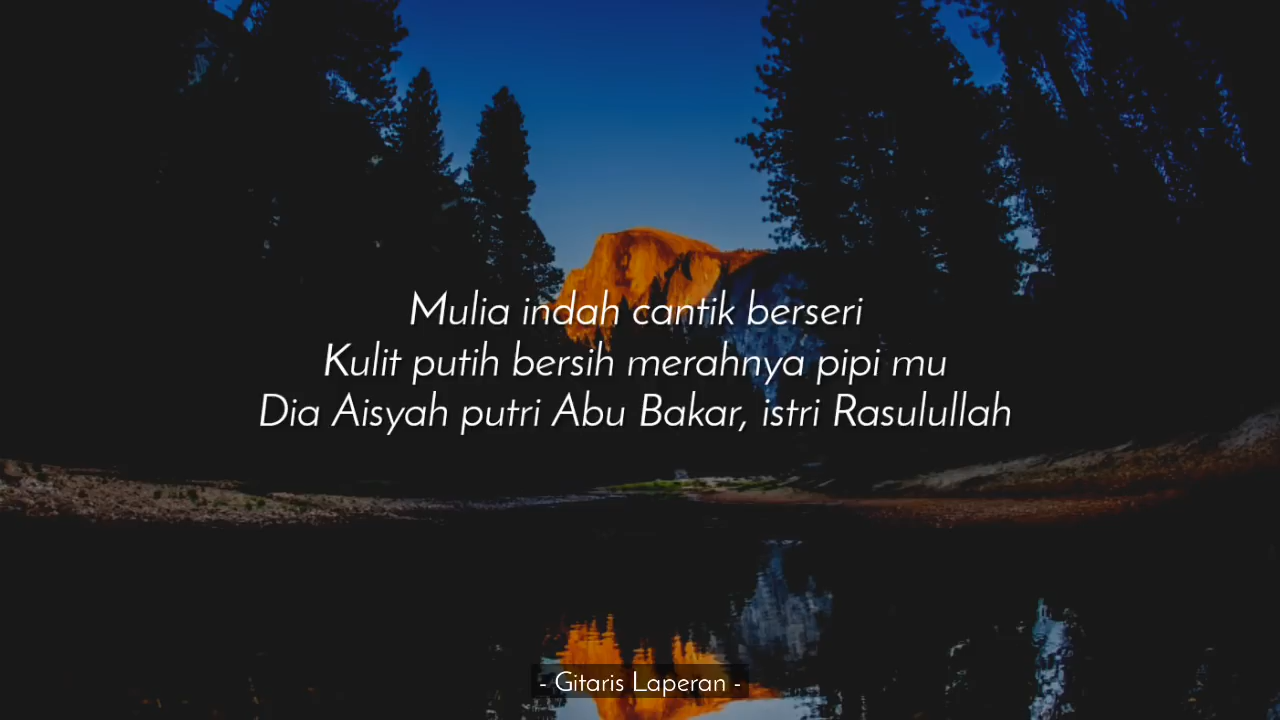 Mulia indah cantik berseri
Kulit putih bersih merahnya pipi mu
Dia Aisyah putri Abu Bakar, istri Rasulullah
- Gitaris Laperan -